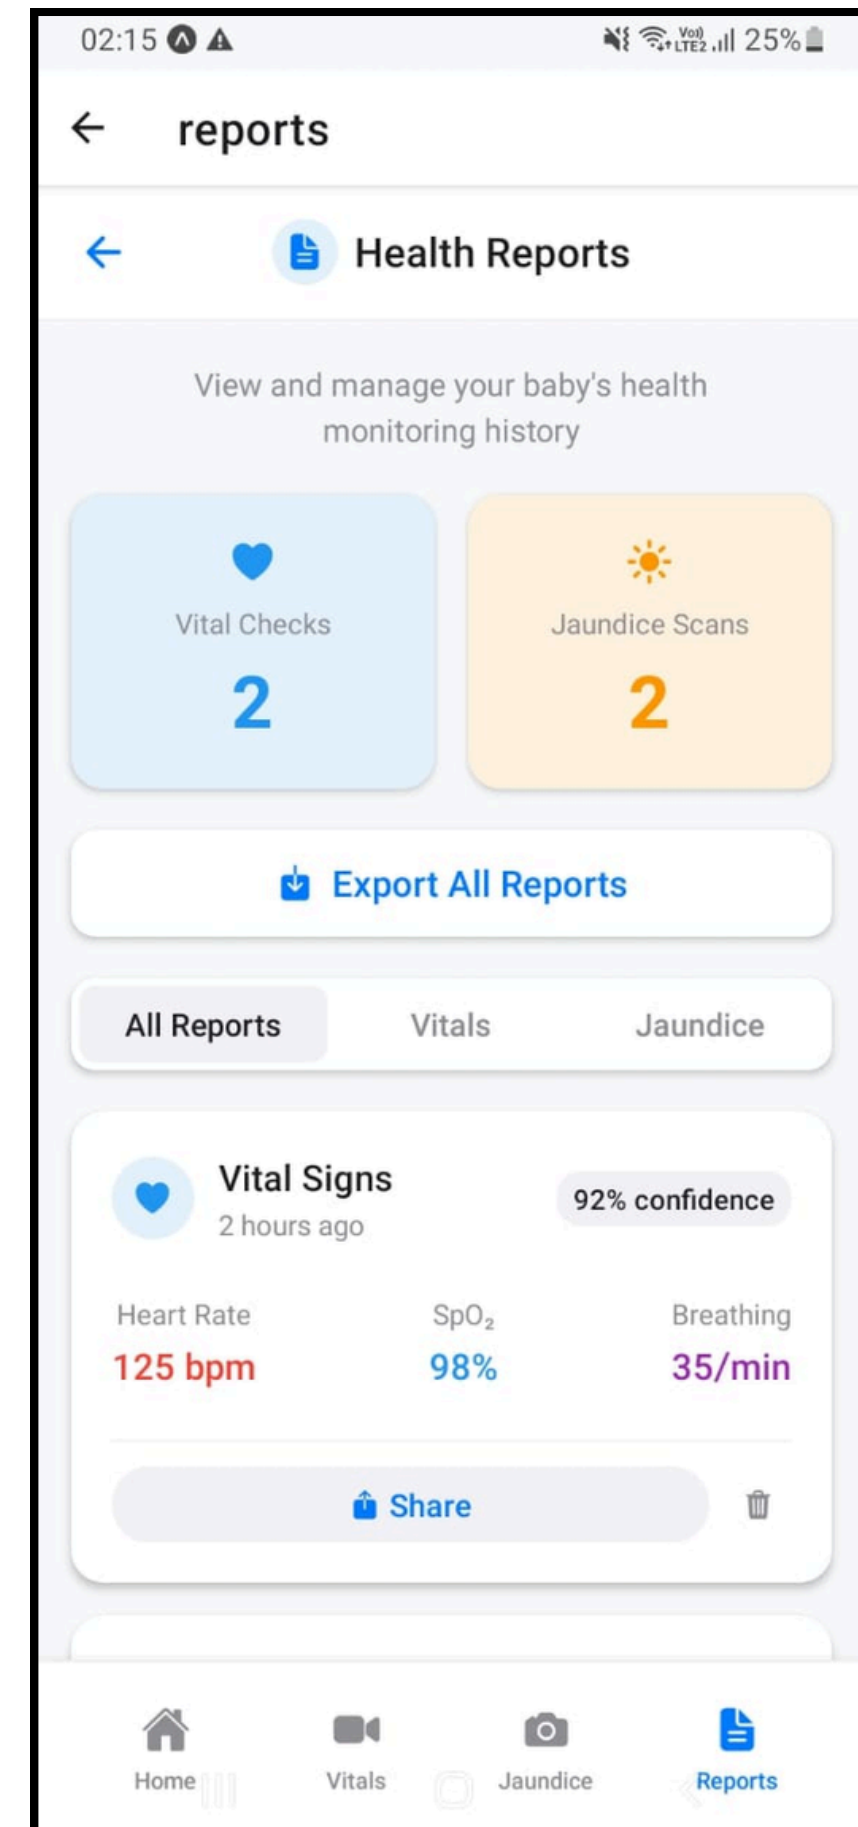 02:15
Vo)) LTE2 25%
reports
Health Reports
View and manage your baby's health
monitoring history
Vital Checks
2
Jaundice Scans
2
Export All Reports
All Reports Vitals Jaundice
Vital Signs
2 hours ago
92% confidence
Heart Rate SpO₂ Breathing
125 bpm 98% 35/min
Share
Home Vitals Jaundice Reports